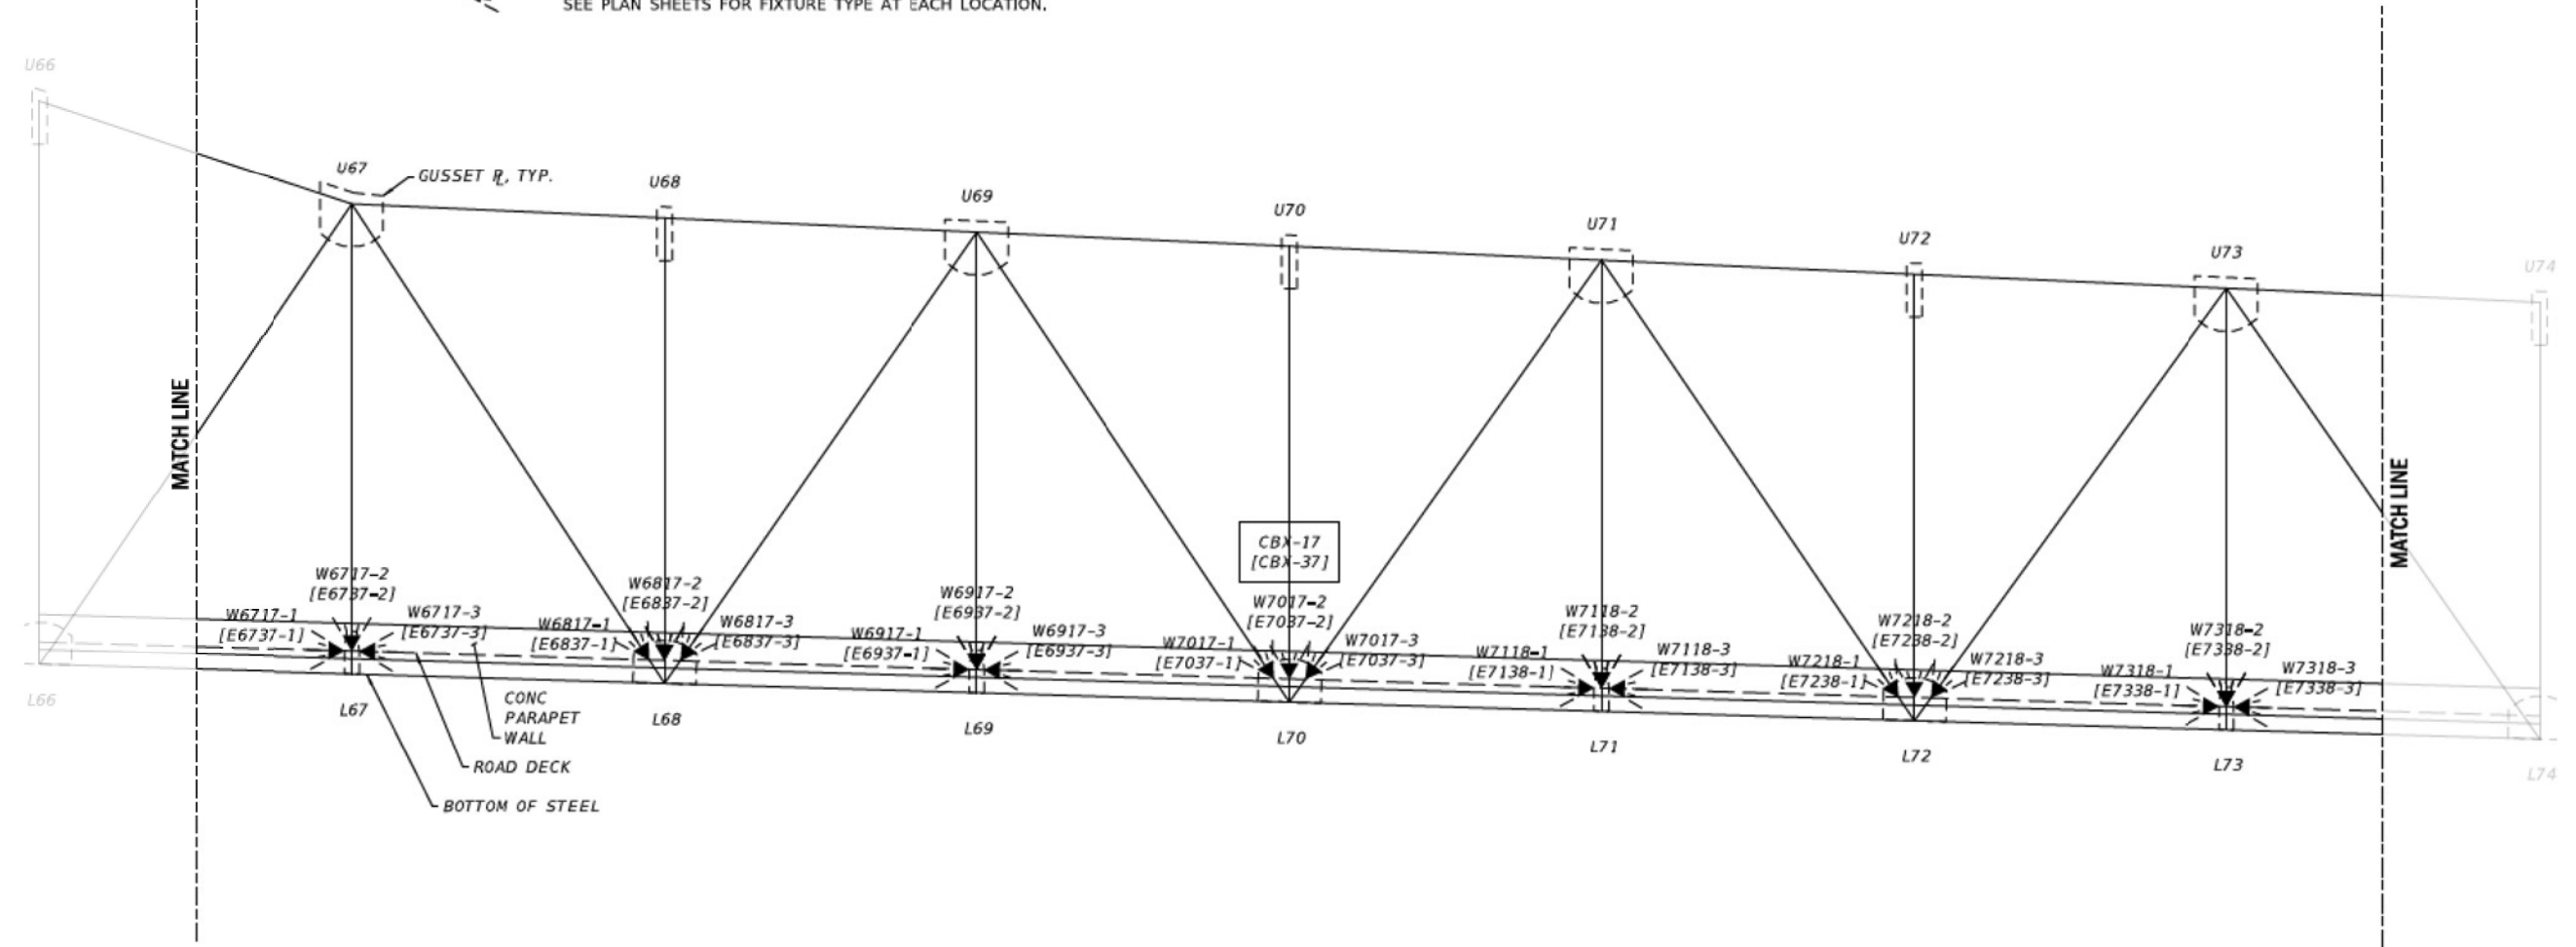 SEE PLAN SHEETS FOR FIXTURE TYPE AT EACH LOCATION.
U66
U67
GUSSET PL, TYP.
U68
U69
U70
U71
U72
U73
U74
MATCH LINE
MATCH LINE
CBX-17
[CBX-37]
W6717-1
[E6737-1]
W6717-2
[E6737-2]
W6717-3
[E6737-3]
W6817-1
[E6837-1]
W6817-2
[E6837-2]
W6817-3
[E6837-3]
W6917-1
[E6937-1]
W6917-2
[E6937-2]
W6917-3
[E6937-3]
W7017-1
[E7037-1]
W7017-2
[E7037-2]
W7017-3
[E7037-3]
W7118-1
[E7138-1]
W7118-2
[E7138-2]
W7118-3
[E7138-3]
W7218-1
[E7238-1]
W7218-2
[E7238-2]
W7218-3
[E7238-3]
W7318-1
[E7338-1]
W7318-2
[E7338-2]
W7318-3
[E7338-3]
L66
L67
L68
L69
L70
L71
L72
L73
L74
CONC
PARAPET
WALL
ROAD DECK
BOTTOM OF STEEL